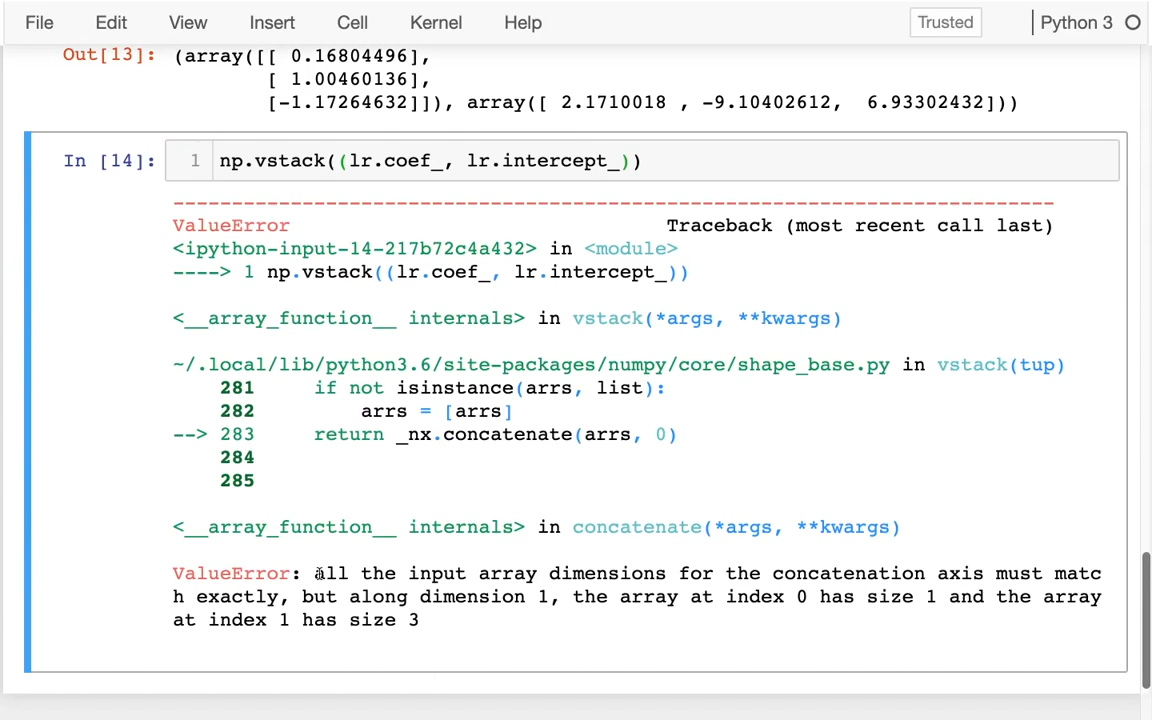 File Edit View Insert Cell Kernel Help Trusted Python 3
Out[13]: (array([[ 0.16804496],
[ 1.00460136],
[-1.17264632]]), array([ 2.1710018 , -9.10402612,  6.93302432]))
In [14]: 1 np.vstack((lr.coef_, lr.intercept_))
---------------------------------------------------------------------------
ValueError Traceback (most recent call last)
<ipython-input-14-217b72c4a432> in <module>
----> 1 np.vstack((lr.coef_, lr.intercept_))
<__array_function__ internals> in vstack(*args, **kwargs)
~/.local/lib/python3.6/site-packages/numpy/core/shape_base.py in vstack(tup)
281 if not isinstance(arrs, list):
282 arrs = [arrs]
--> 283 return _nx.concatenate(arrs, 0)
284
285
<__array_function__ internals> in concatenate(*args, **kwargs)
ValueError: all the input array dimensions for the concatenation axis must matc
h exactly, but along dimension 1, the array at index 0 has size 1 and the array
at index 1 has size 3